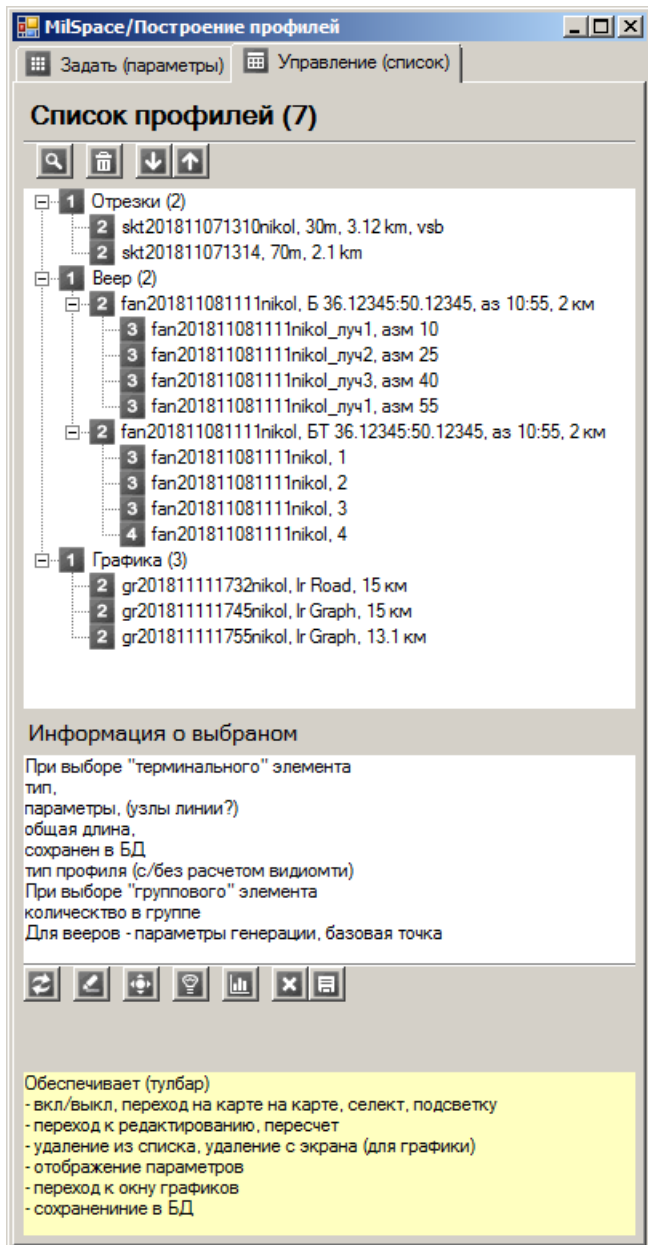 MilSpace/Построение профилей
Задать (параметры) Управление (список)
Список профилей (7)
1 Отрезки (2)
2 skt201811071310nikol, 30m, 3.12 km, vsb
2 skt201811071314, 70m, 2.1 km
1 Веер (2)
2 fan201811081111nikol, Б 36.12345:50.12345, аз 10:55, 2 км
3 fan201811081111nikol_луч1, азм 10
3 fan201811081111nikol_луч2, азм 25
3 fan201811081111nikol_луч3, азм 40
3 fan201811081111nikol_луч1, азм 55
2 fan201811081111nikol, БТ 36.12345:50.12345, аз 10:55, 2 км
3 fan201811081111nikol, 1
3 fan201811081111nikol, 2
3 fan201811081111nikol, 3
4 fan201811081111nikol, 4
1 Графика (3)
2 gr201811111732nikol, lr Road, 15 км
2 gr201811111745nikol, lr Graph, 15 км
2 gr201811111755nikol, lr Graph, 13.1 км
Информация о выбраном
При выборе "терминального" элемента
тип,
параметры, (узлы линии?)
общая длина,
сохранен в БД
тип профиля (с/без расчетом видиомти)
При выборе "группового" элемента
количецктво в группе
Для вееров - параметры генерации, базовая точка
Обеспечивает (тулбар)
- вкл/выкл, переход на карте на карте, селект, подсветку
- переход к редактированию, пересчет
- удаление из списка, удаление с экрана (для графики)
- отображение параметров
- переход к окну графиков
- сохранениние в БД